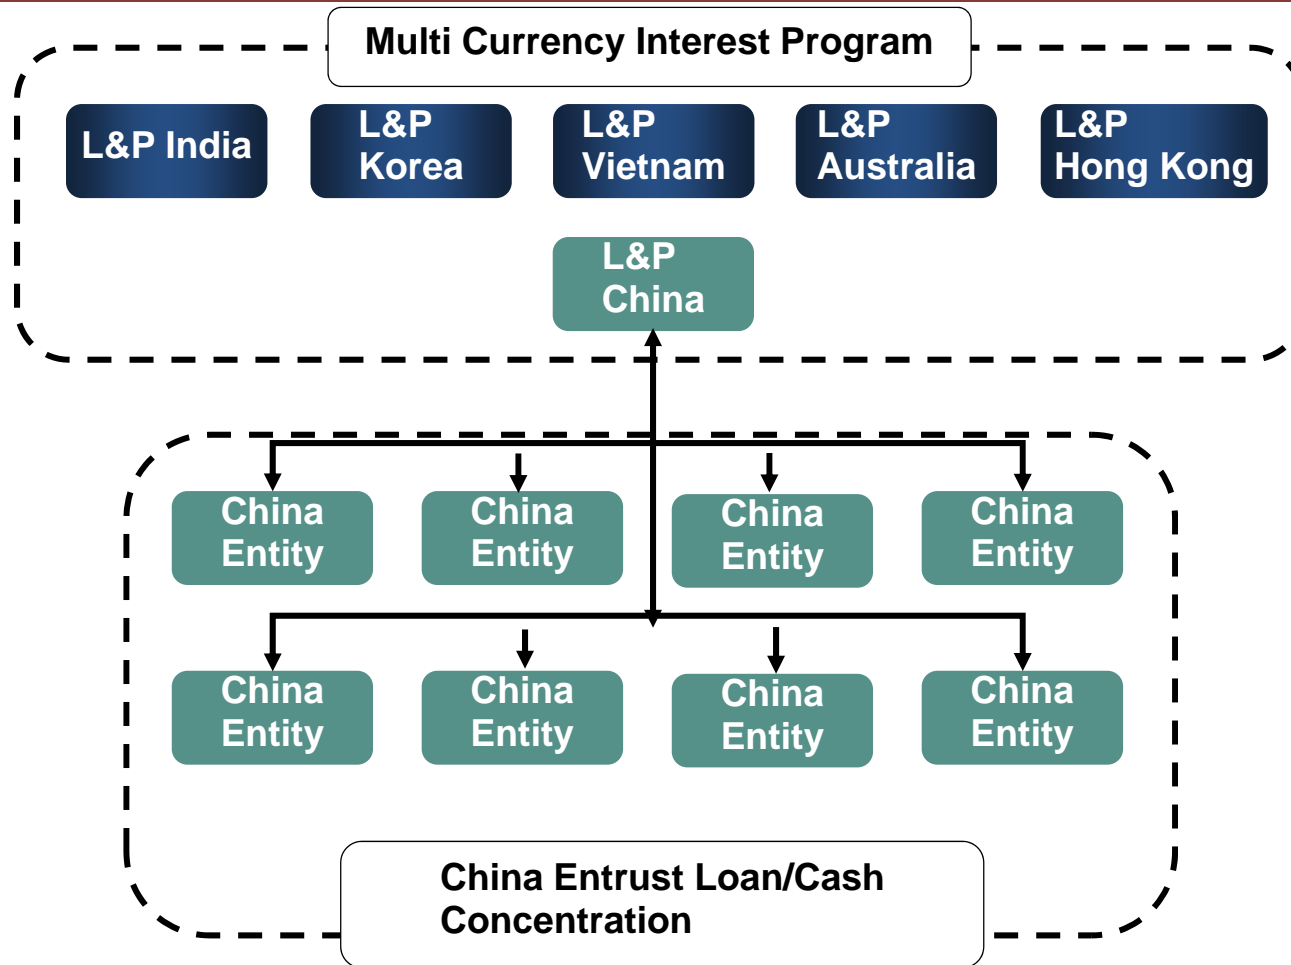 Multi Currency Interest Program
L&P India
L&P
Korea
L&P
Vietnam
L&P
Australia
L&P
Hong Kong
L&P
China
China
Entity
China
Entity
China
Entity
China
Entity
China
Entity
China
Entity
China
Entity
China
Entity
China Entrust Loan/Cash
Concentration